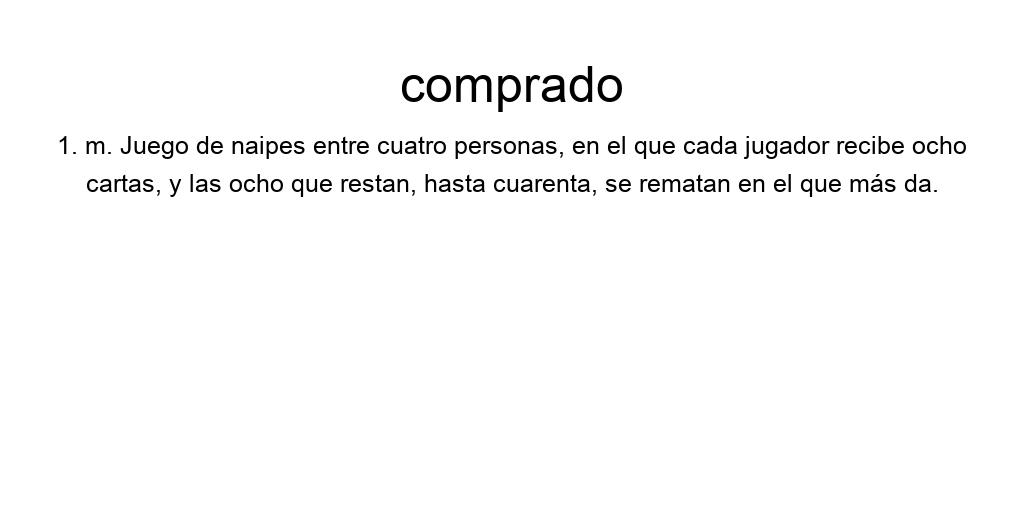 comprado
1. m. Juego de naipes entre cuatro personas, en el que cada jugador recibe ocho
cartas, y las ocho que restan, hasta cuarenta, se rematan en el que más da.